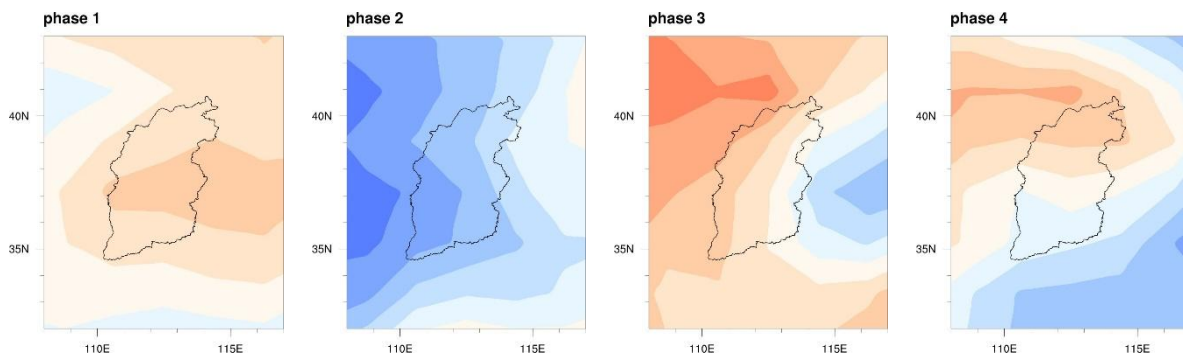 phase 1 phase 2 phase 3 phase 4
40N 40N 40N 40N
35N 35N 35N 35N
110E 115E 110E 115E 110E 115E 110E 115E